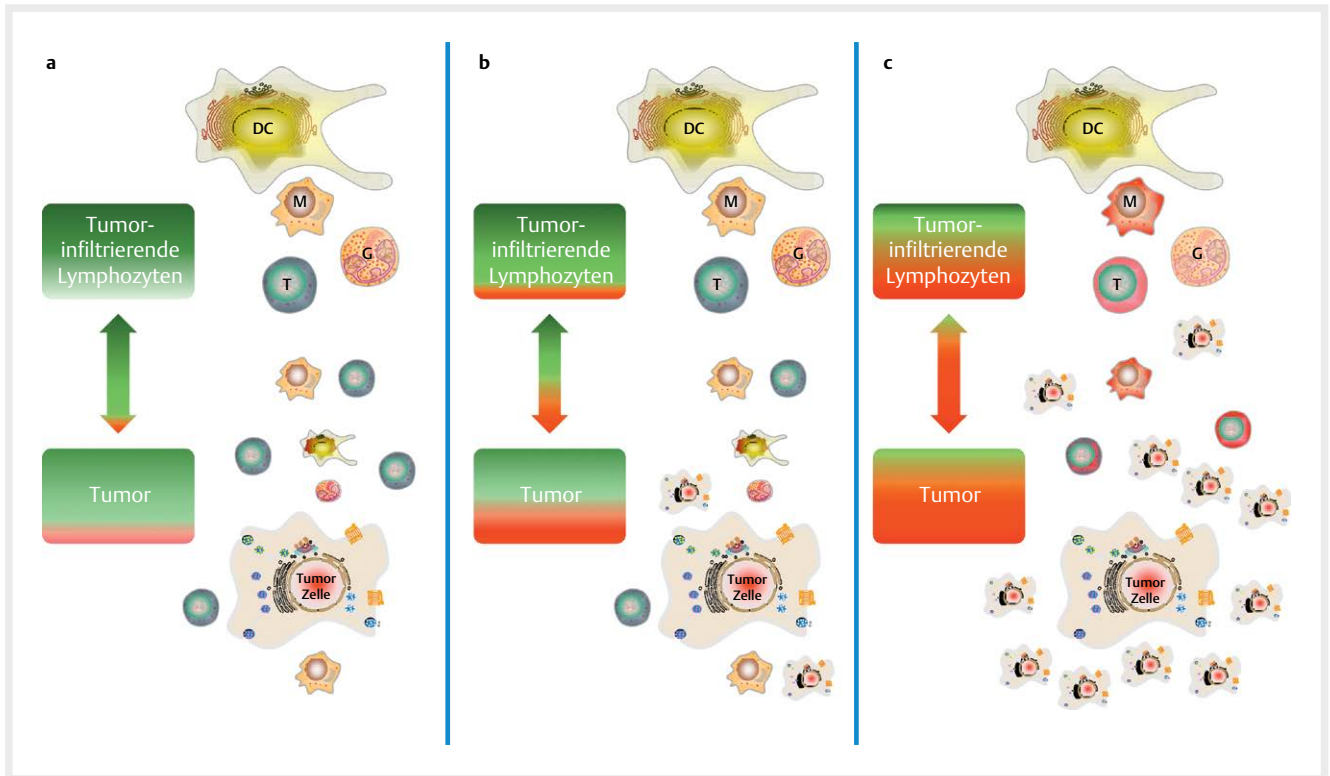 a
DC
M
G
T
Tumor-
infiltrierende
Lymphozyten
Tumor
Tumor
Zelle
b
DC
M
G
T
Tumor-
infiltrierende
Lymphozyten
Tumor
Tumor
Zelle
c
DC
M
G
T
Tumor-
infiltrierende
Lymphozyten
Tumor
Tumor
Zelle